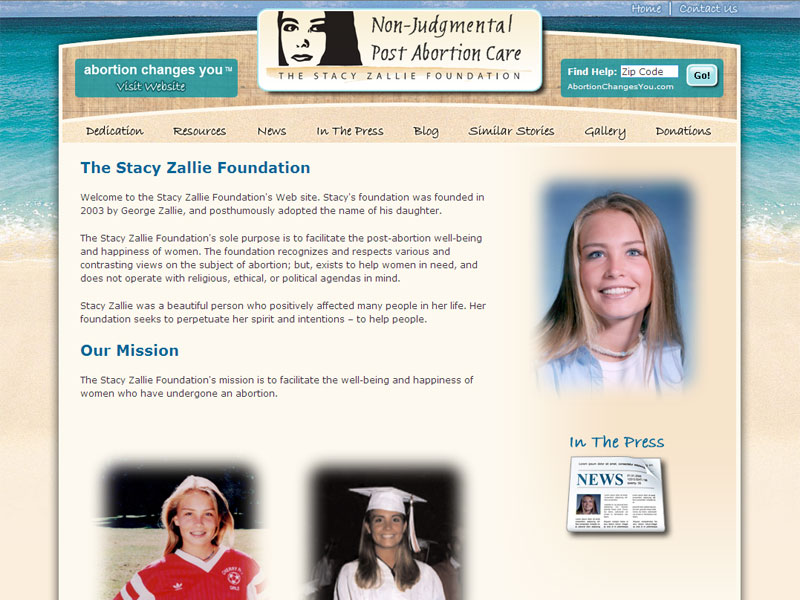 Home | Contact Us
abortion changes you™
Visit Website
Non-Judgmental
Post Abortion Care
THE STACY ZALLIE FOUNDATION
Find Help: Zip Code Go!
AbortionChangesYou.com
Dedication Resources News In The Press Blog Similar Stories Gallery Donations
The Stacy Zallie Foundation
Welcome to the Stacy Zallie Foundation's Web site. Stacy's foundation was founded in
2003 by George Zallie, and posthumously adopted the name of his daughter.
The Stacy Zallie Foundation's sole purpose is to facilitate the post-abortion well-being
and happiness of women. The foundation recognizes and respects various and
contrasting views on the subject of abortion; but, exists to help women in need, and
does not operate with religious, ethical, or political agendas in mind.
Stacy Zallie was a beautiful person who positively affected many people in her life. Her
foundation seeks to perpetuate her spirit and intentions – to help people.
Our Mission
The Stacy Zallie Foundation's mission is to facilitate the well-being and happiness of
women who have undergone an abortion.
In The Press
NEWS